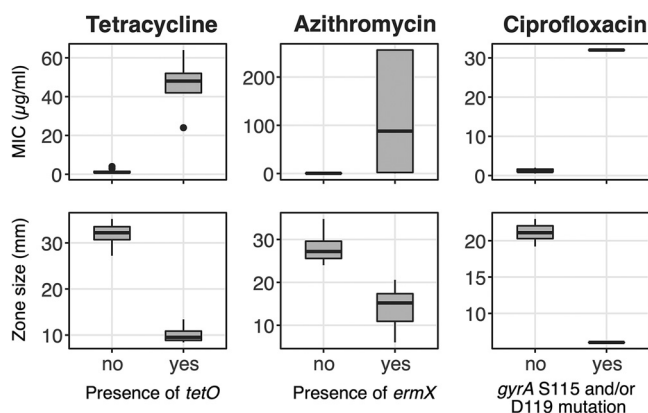 Tetracycline
Azithromycin
Ciprofloxacin
MIC (µg/ml)
60
40
20
0
200
100
0
30
20
10
0
Zone size (mm)
30
20
10
30
20
10
20
15
10
no yes
no yes
no yes
Presence of tetO
Presence of ermX
gyrA S115 and/or
D119 mutation